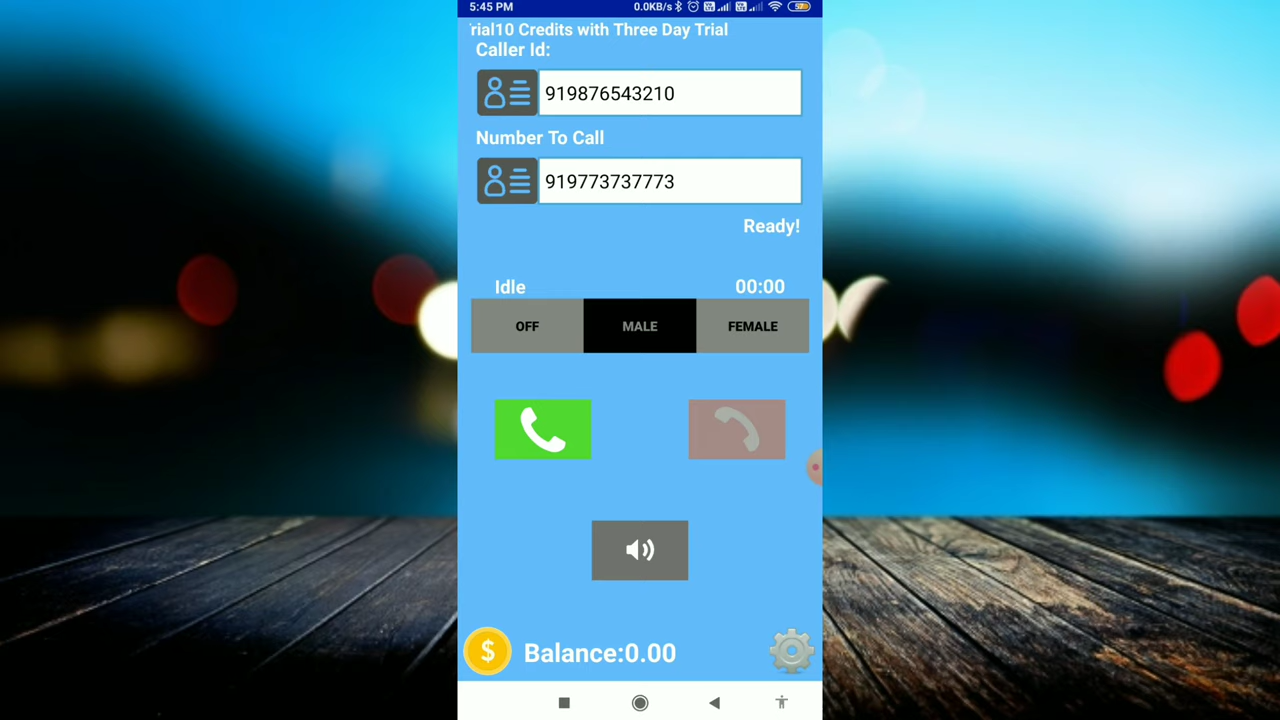 5:45 PM
0.0KB/s
57
rial10 Credits with Three Day Trial
Caller Id:
919876543210
Number To Call
919773737773
Ready!
Idle
00:00
OFF
MALE
FEMALE
$
Balance:0.00